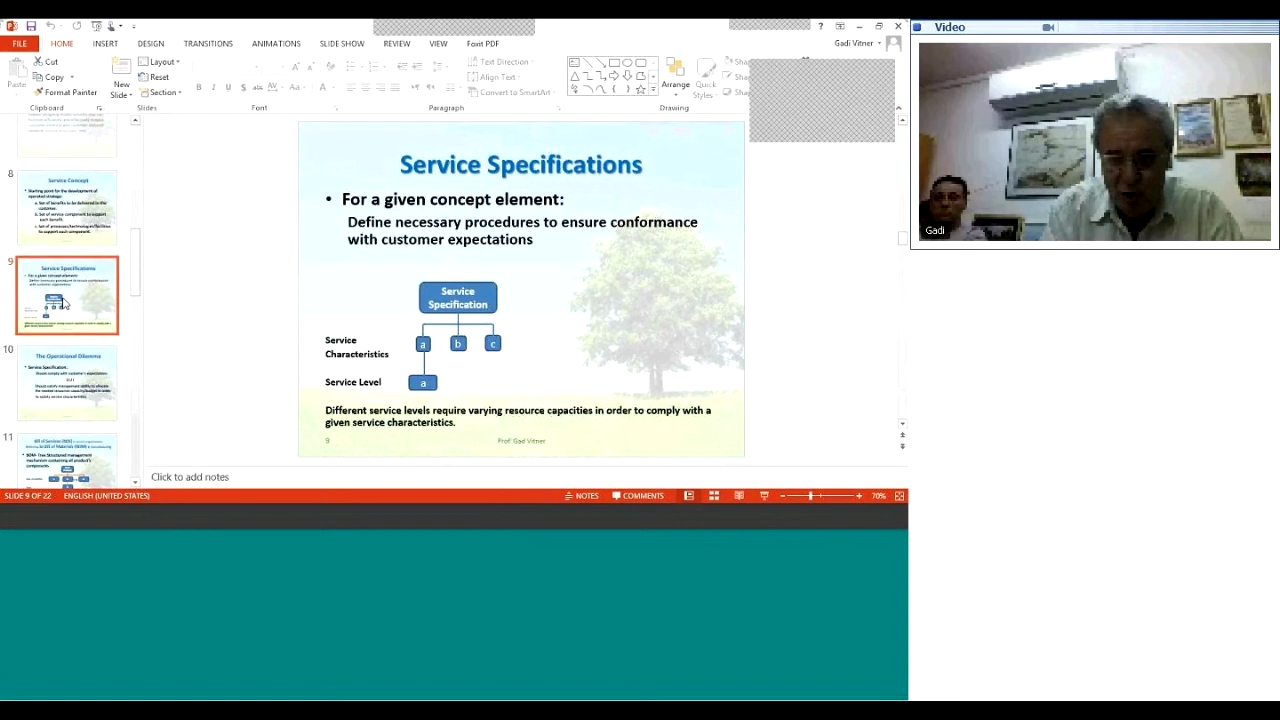 FILE
HOME
INSERT
DESIGN
TRANSITIONS
ANIMATIONS
SLIDE SHOW
REVIEW
VIEW
Foxit PDF
Gadi Vitner
Paste
Cut
Copy
Format Painter
Clipboard
New
Slide
Layout
Reset
Section
Slides
Font
Text Direction
Align Text
Convert to SmartArt
Paragraph
Arrange
Quick
Styles
Drawing
8
Service Concept
9
Service Specifications
10
The Operational Dilemma
11
Service Specifications
• For a given concept element:
Define necessary procedures to ensure conformance
with customer expectations
Service
Specification
Service
Characteristics
a b c
Service Level
a
Different service levels require varying resource capacities in order to comply with a
given service characteristics.
9
Prof. Gad Vitner
Click to add notes
SLIDE 9 OF 22
ENGLISH (UNITED STATES)
NOTES
COMMENTS
70%
Video
Gadi